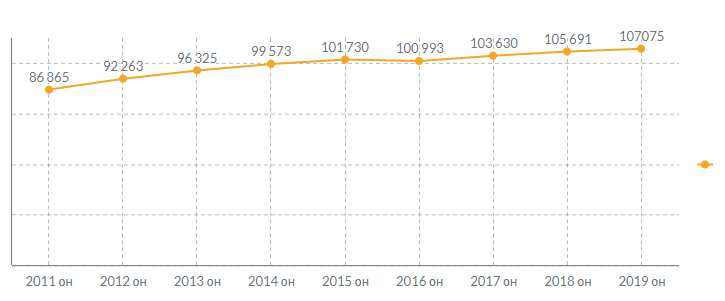 86 865
92 263
96 325
99 573
101 730
100 993
103 630
105 691
107075
2011 он
2012 он
2013 он
2014 он
2015 он
2016 он
2017 он
2018 он
2019 он